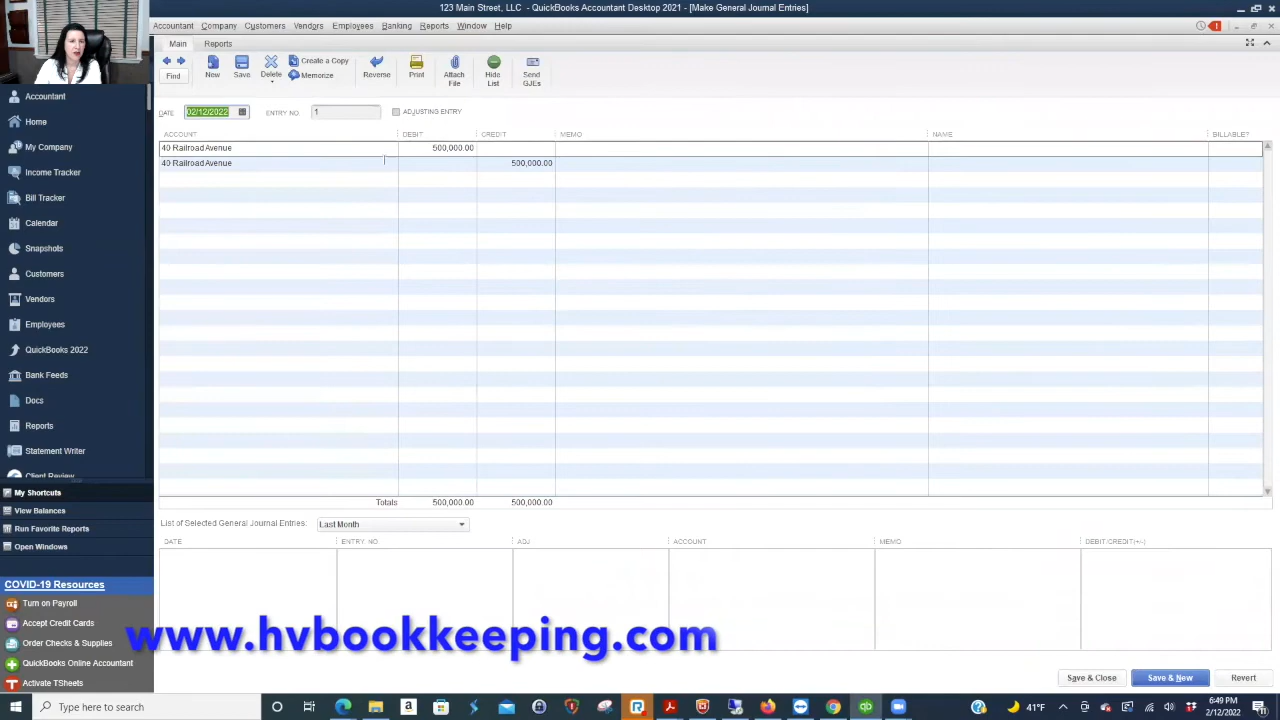 123 Main Street, LLC - QuickBooks Accountant Desktop 2021 - [Make General Journal Entries]
Accountant Company Customers Vendors Employees Banking Reports Window Help
Main Reports
Find New Save Delete Create a Copy Memorize Reverse Print Attach File Hide List Send GJEs
DATE 02/12/2022 ENTRY NO. 1 ADJUSTING ENTRY
ACCOUNT DEBIT CREDIT MEMO NAME BILLABLE?
40 Railroad Avenue 500,000.00
40 Railroad Avenue 500,000.00
Totals 500,000.00 500,000.00
List of Selected General Journal Entries: Last Month
DATE ENTRY. NO. ADJ ACCOUNT MEMO DEBIT/CREDIT(+/-)
Save & Close Save & New Revert
Accountant
Home
My Company
Income Tracker
Bill Tracker
Calendar
Snapshots
Customers
Vendors
Employees
QuickBooks 2022
Bank Feeds
Docs
Reports
Statement Writer
Client Review
My Shortcuts
View Balances
Run Favorite Reports
Open Windows
COVID-19 Resources
Turn on Payroll
Accept Credit Cards
Order Checks & Supplies
QuickBooks Online Accountant
Activate TSheets
www.hvbookkeeping.com
Type here to search
41°F
6:49 PM
2/12/2022